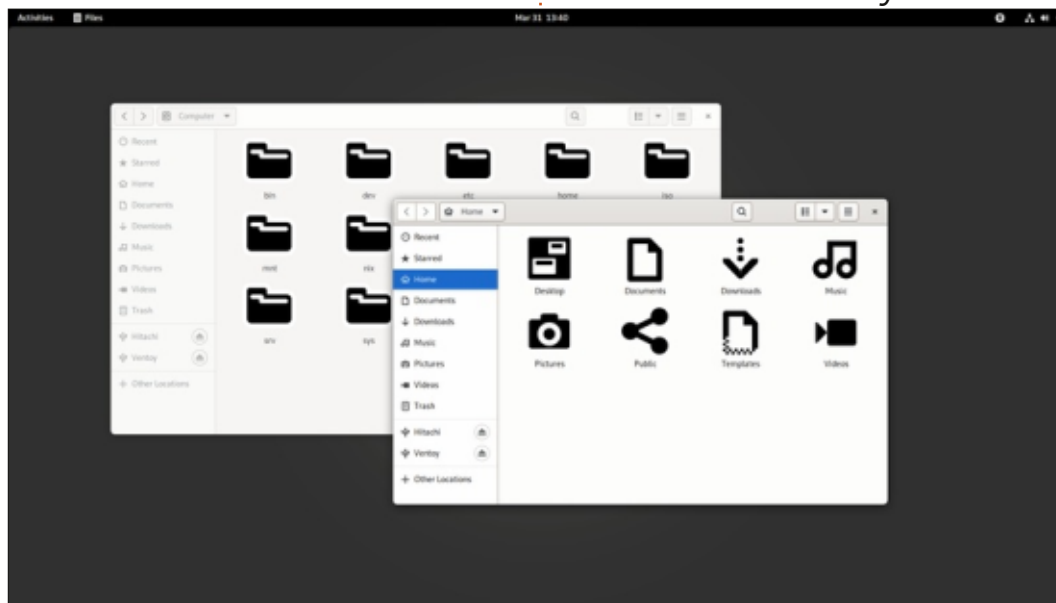 Activities Files Mar 31 13:40
Computer
Recent
Starred
Home
Documents
Downloads
Music
Pictures
Videos
Trash
Hitachi
Ventoy
Other Locations
bin dev etc home iso
mnt nix
srv sys
Home
Recent
Starred
Home
Documents
Downloads
Music
Pictures
Videos
Trash
Hitachi
Ventoy
Other Locations
Desktop Documents Downloads Music
Pictures Public Templates Videos